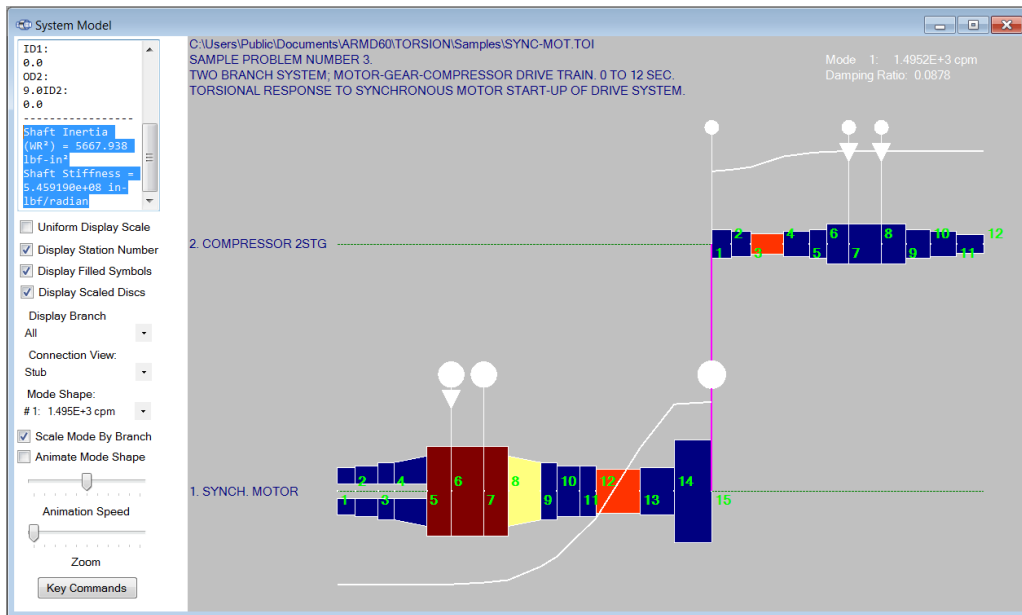 System Model
ID1:
0.0
OD2:
9.0ID2:
0.0
-----------------
Shaft Inertia
(WR²) = 5667.938
lbf-in²
Shaft Stiffness =
5.459190e+08 in-
lbf/radian
Uniform Display Scale
Display Station Number
Display Filled Symbols
Display Scaled Discs
Display Branch
All
Connection View:
Stub
Mode Shape:
# 1: 1.495E+3 cpm
Scale Mode By Branch
Animate Mode Shape
Animation Speed
Zoom
Key Commands
C:\Users\Public\Documents\ARMD60\TORSION\Samples\SYNC-MOT.TOI
SAMPLE PROBLEM NUMBER 3.
TWO BRANCH SYSTEM; MOTOR-GEAR-COMPRESSOR DRIVE TRAIN. 0 TO 12 SEC.
TORSIONAL RESPONSE TO SYNCHRONOUS MOTOR START-UP OF DRIVE SYSTEM.
Mode 1: 1.4952E+3 cpm
Damping Ratio: 0.0878
2. COMPRESSOR 2STG
1 2 3 4 5 6 7 8 9 10 11 12
1. SYNCH. MOTOR
1 2 3 4 5 6 7 8 9 10 11 12 13 14 15